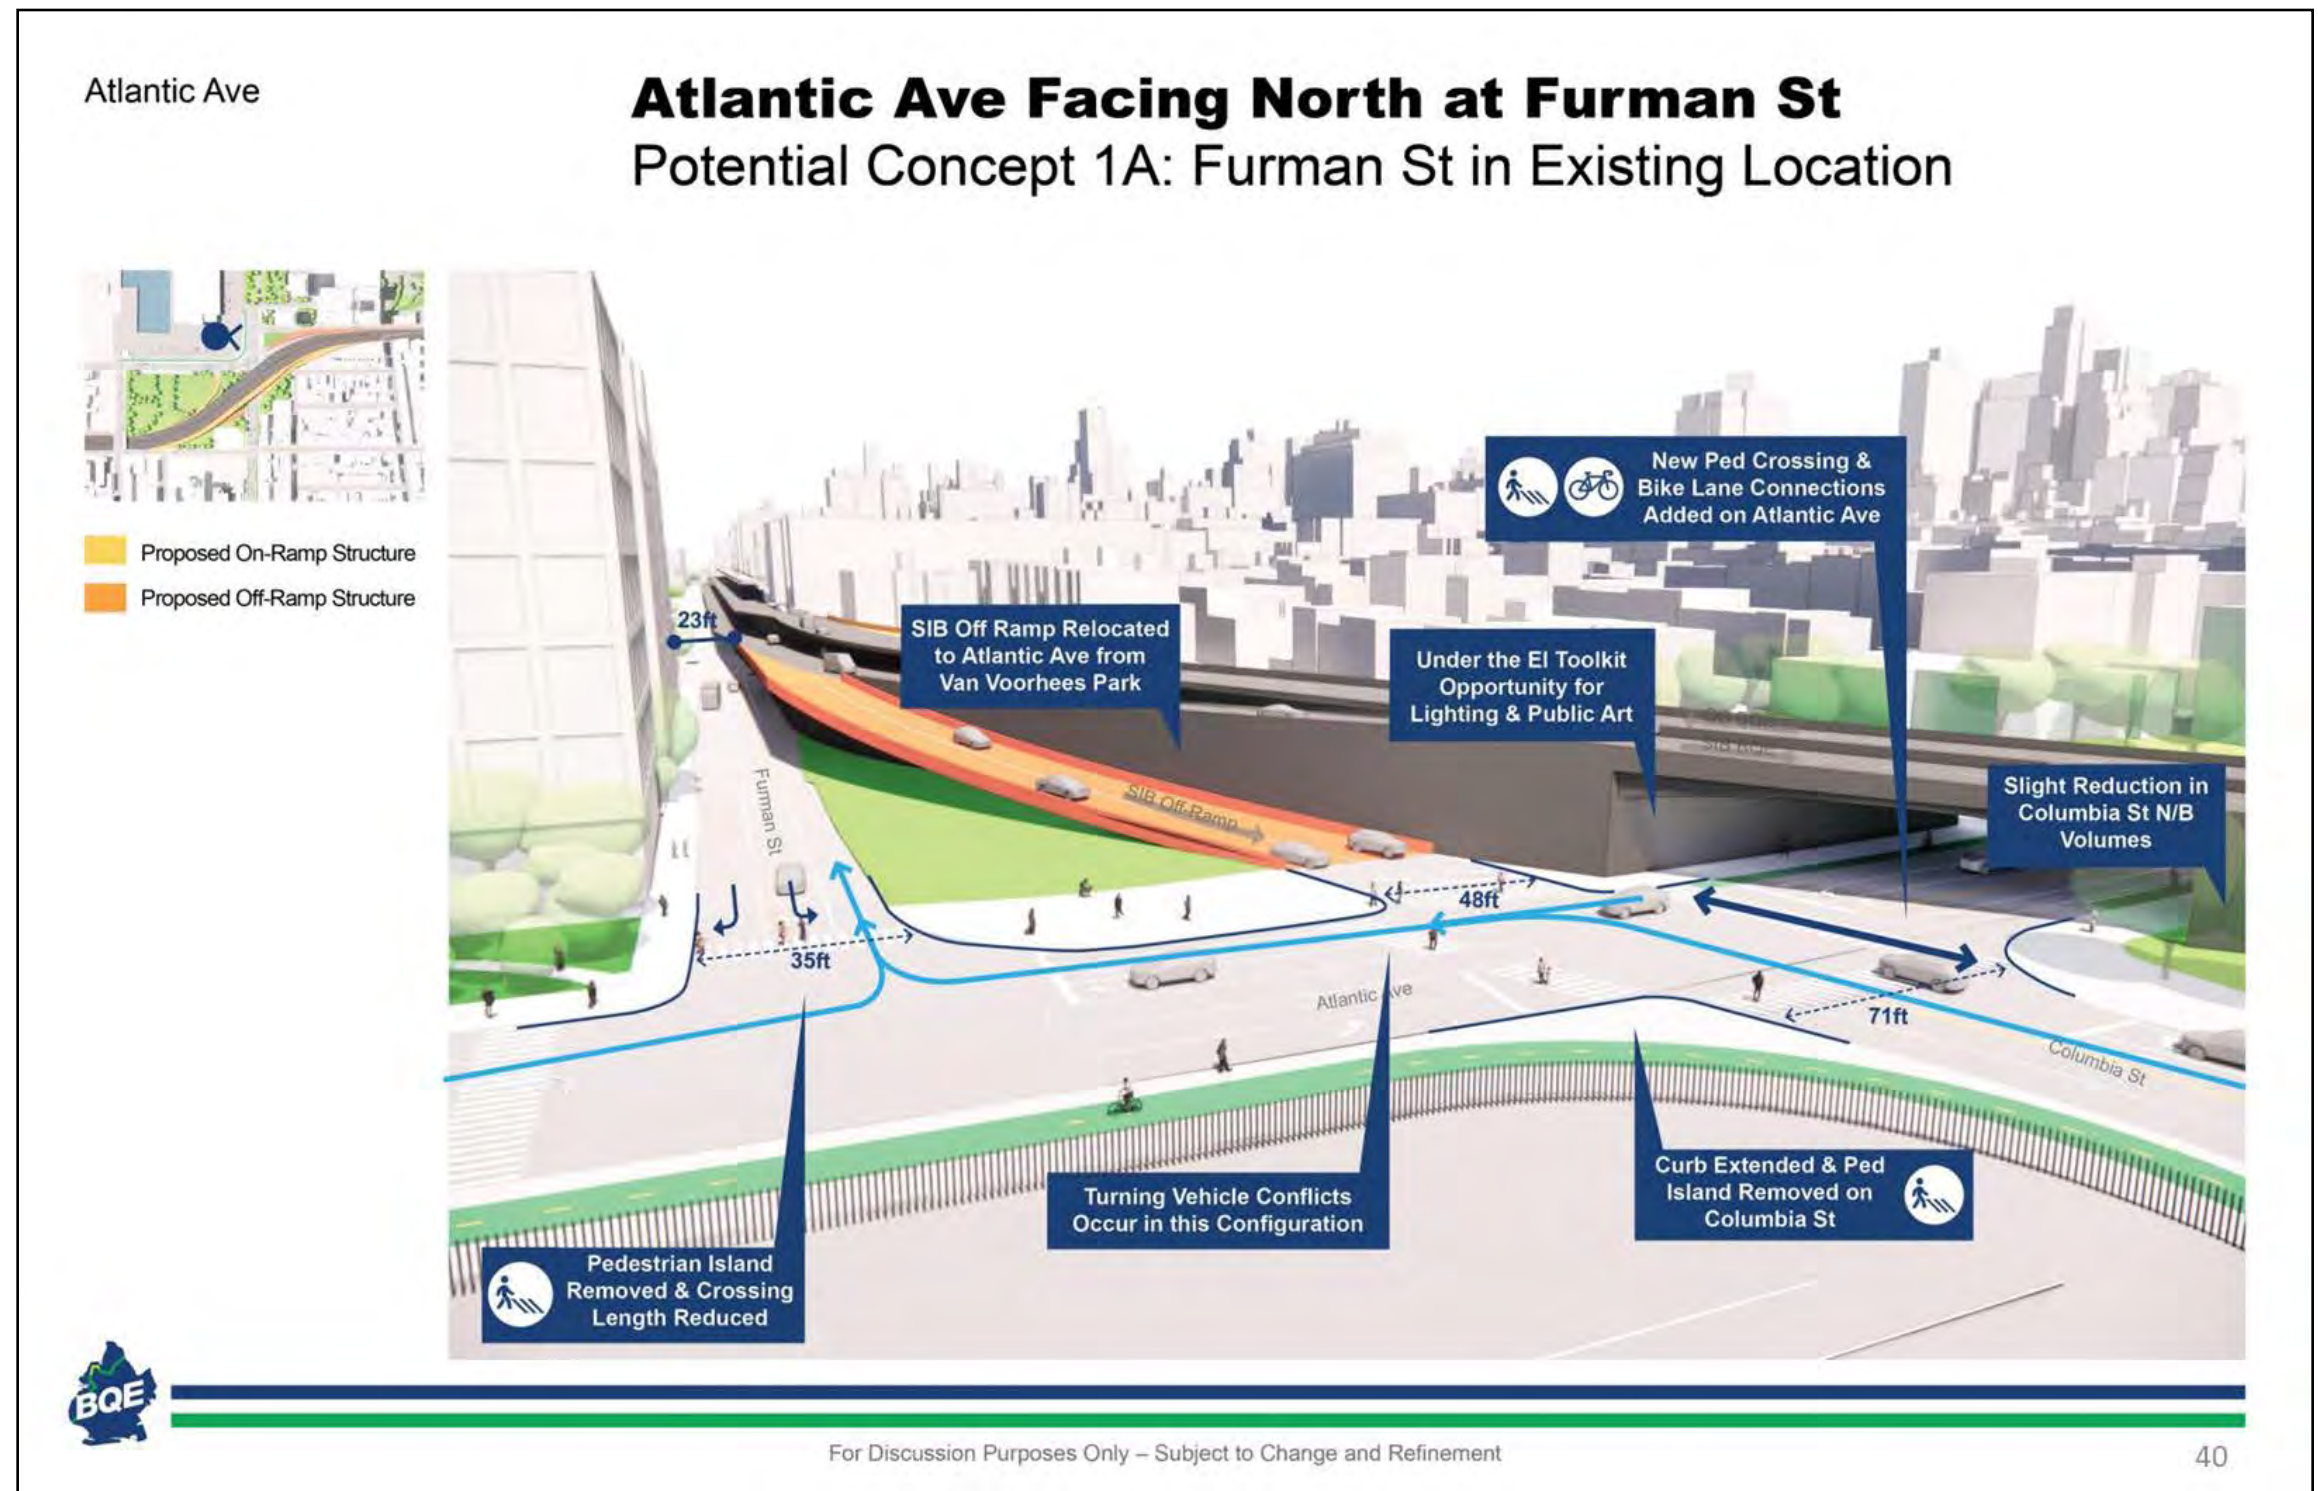 Atlantic Ave
Atlantic Ave Facing North at Furman St
Potential Concept 1A: Furman St in Existing Location
Proposed On-Ramp Structure
Proposed Off-Ramp Structure
New Ped Crossing &
Bike Lane Connections
Added on Atlantic Ave
23ft
SIB Off Ramp Relocated
to Atlantic Ave from
Van Voorhees Park
Under the El Toolkit
Opportunity for
Lighting & Public Art
Slight Reduction in
Columbia St N/B
Volumes
Furman St
SIB Off-Ramp
48ft
35ft
Atlantic Ave
71ft
Columbia St
Turning Vehicle Conflicts
Occur in this Configuration
Curb Extended & Ped
Island Removed on
Columbia St
Pedestrian Island
Removed & Crossing
Length Reduced
BQE
For Discussion Purposes Only – Subject to Change and Refinement
40